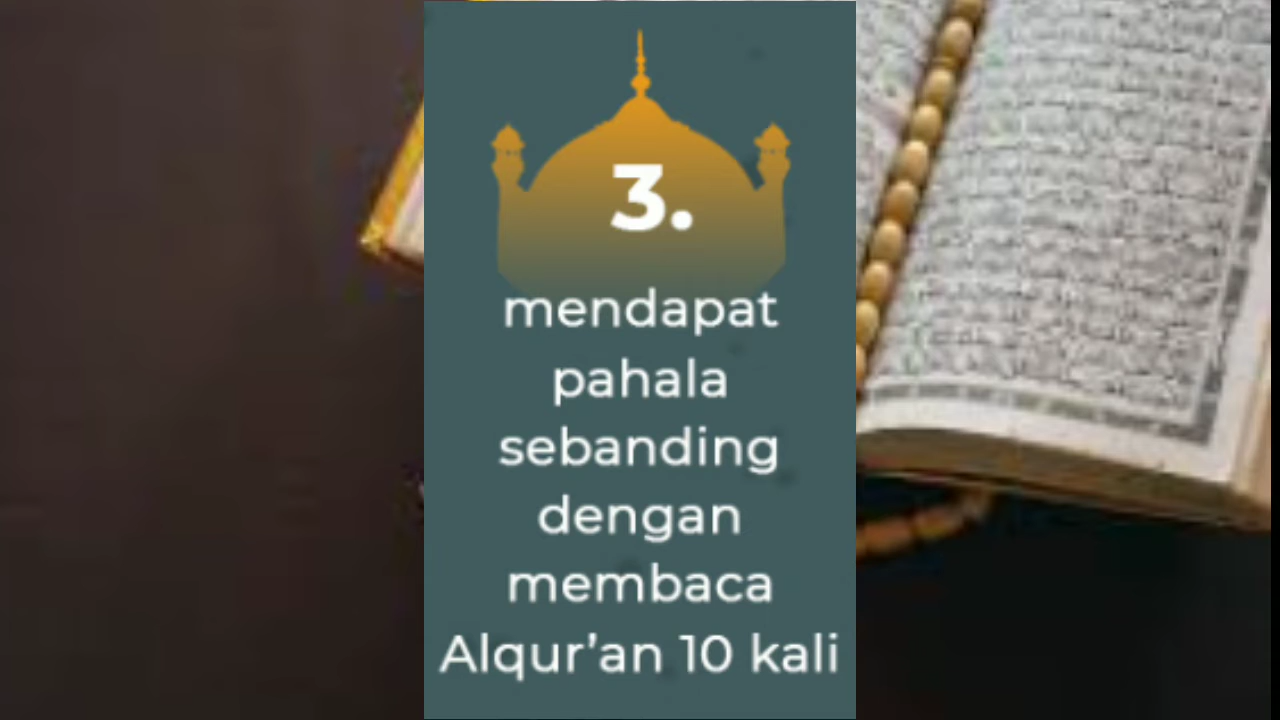 3.
mendapat
pahala
sebanding
dengan
membaca
Alqur’an 10 kali